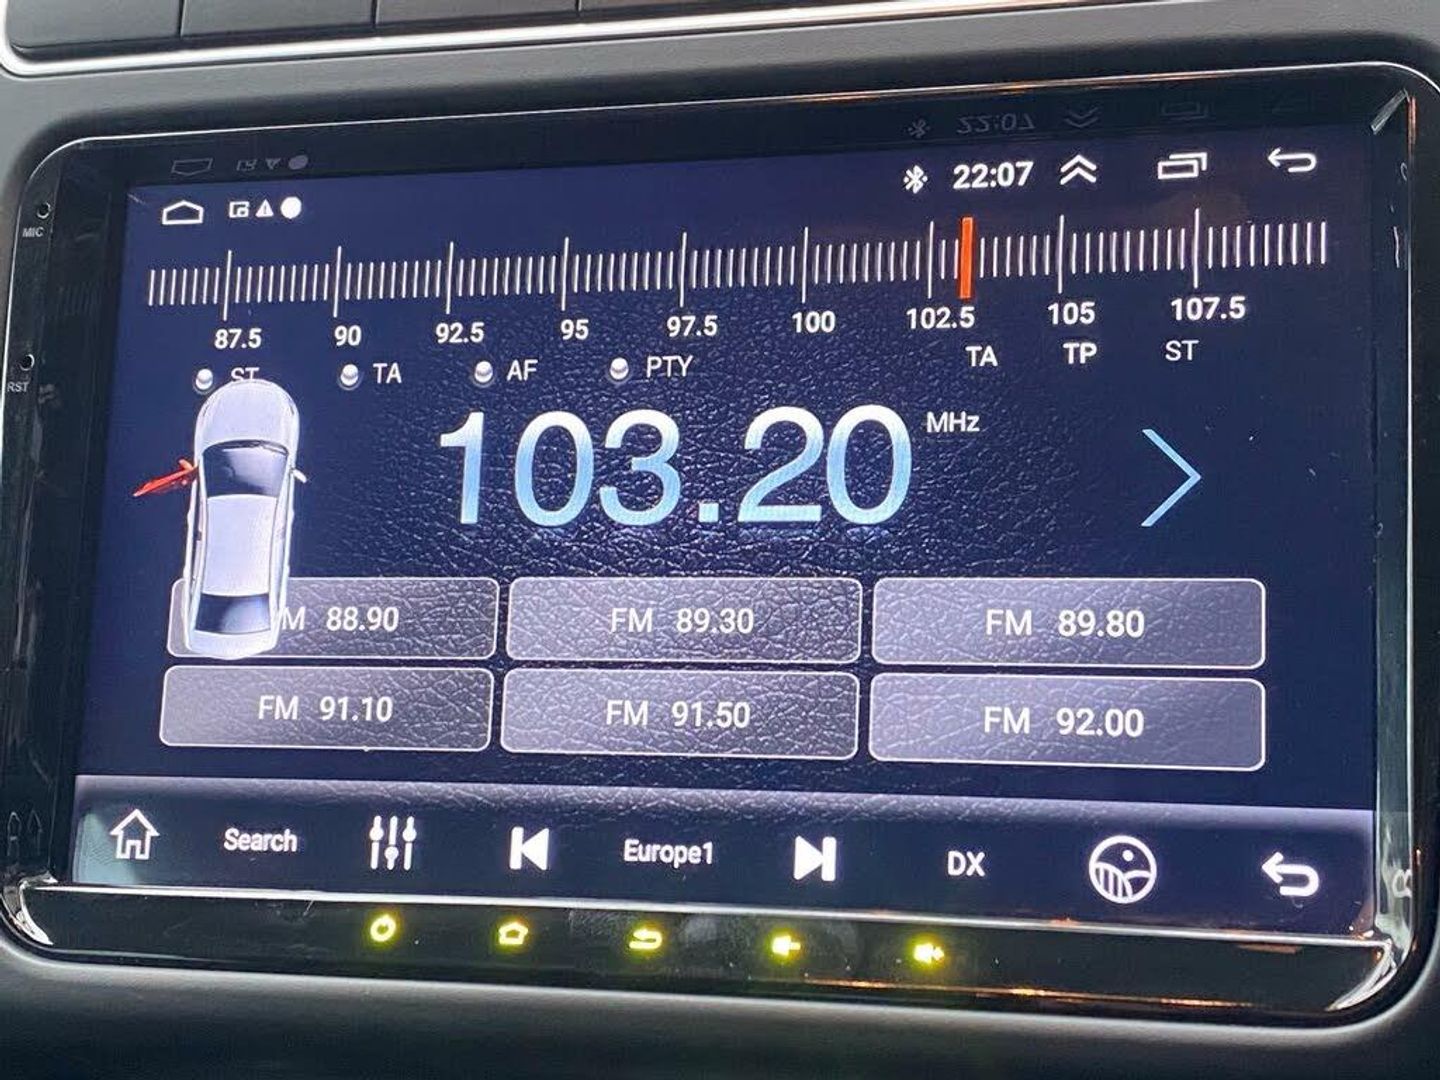 22:07
MIC
87.5 90 92.5 95 97.5 100 102.5 105 107.5
RST
ST TA AF PTY TA TP ST
103.20 MHz
M 88.90 FM 89.30 FM 89.80
FM 91.10 FM 91.50 FM 92.00
Search Europe1 DX